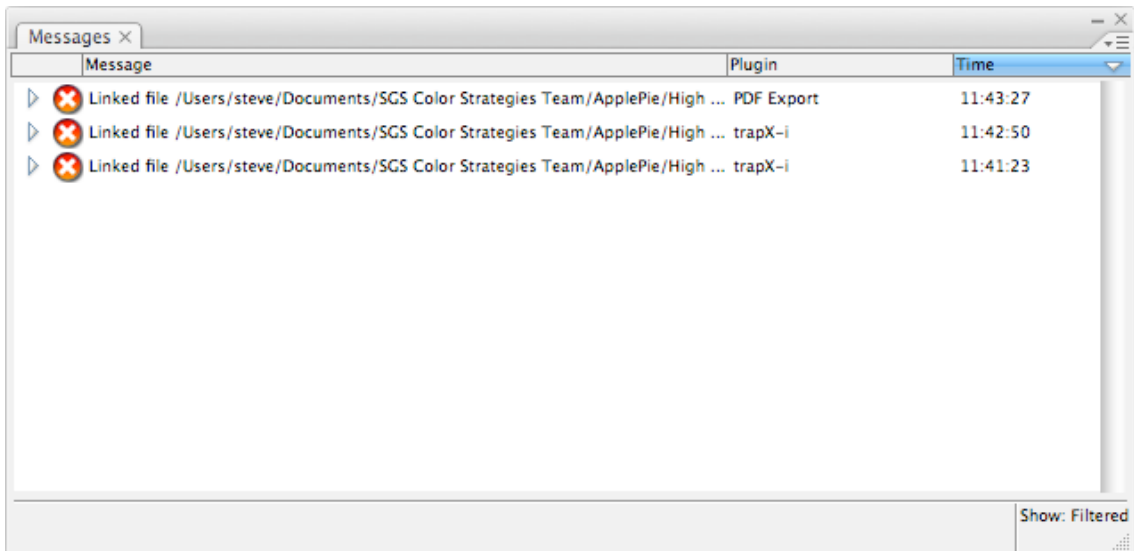 Messages ×
Message Plugin Time
Linked file /Users/steve/Documents/SGS Color Strategies Team/ApplePie/High ... PDF Export 11:43:27
Linked file /Users/steve/Documents/SGS Color Strategies Team/ApplePie/High ... trapX-i 11:42:50
Linked file /Users/steve/Documents/SGS Color Strategies Team/ApplePie/High ... trapX-i 11:41:23
Show: Filtered